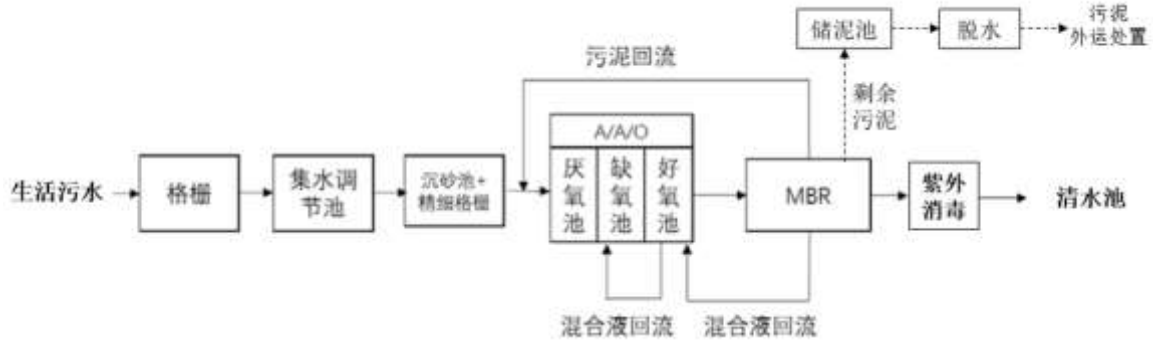 储泥池
脱水
污泥
外运处置
污泥回流
剩余
污泥
A/A/O
生活污水
格栅
集水调
节池
沉砂池+
精细格栅
厌
氧
池
缺
氧
池
好
氧
池
MBR
紫外
消毒
清水池
混合液回流
混合液回流